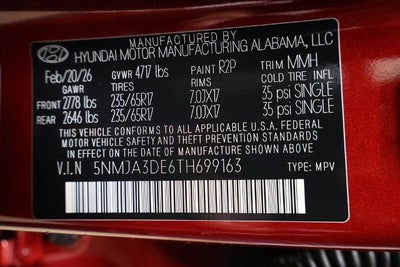 MANUFACTURED BY
HYUNDAI MOTOR MANUFACTURING ALABAMA, LLC
Feb/20/26 GVWR 4717 lbs PAINT R2P TRIM MMH
GAWR TIRES RIMS COLD TIRE INFL
FRONT 2778 lbs 235/65R17 7.0JX17 35 psi SINGLE
REAR 2646 lbs 235/65R17 7.0JX17 35 psi SINGLE
THIS VEHICLE CONFORMS TO ALL APPLICABLE U.S.A. FEDERAL
MOTOR VEHICLE SAFETY AND THEFT PREVENTION STANDARDS
IN EFFECT ON THE DATE OF MANUFACTURE SHOWN ABOVE.
V.I.N 5NMJA3DE6TH699163
TYPE: MPV